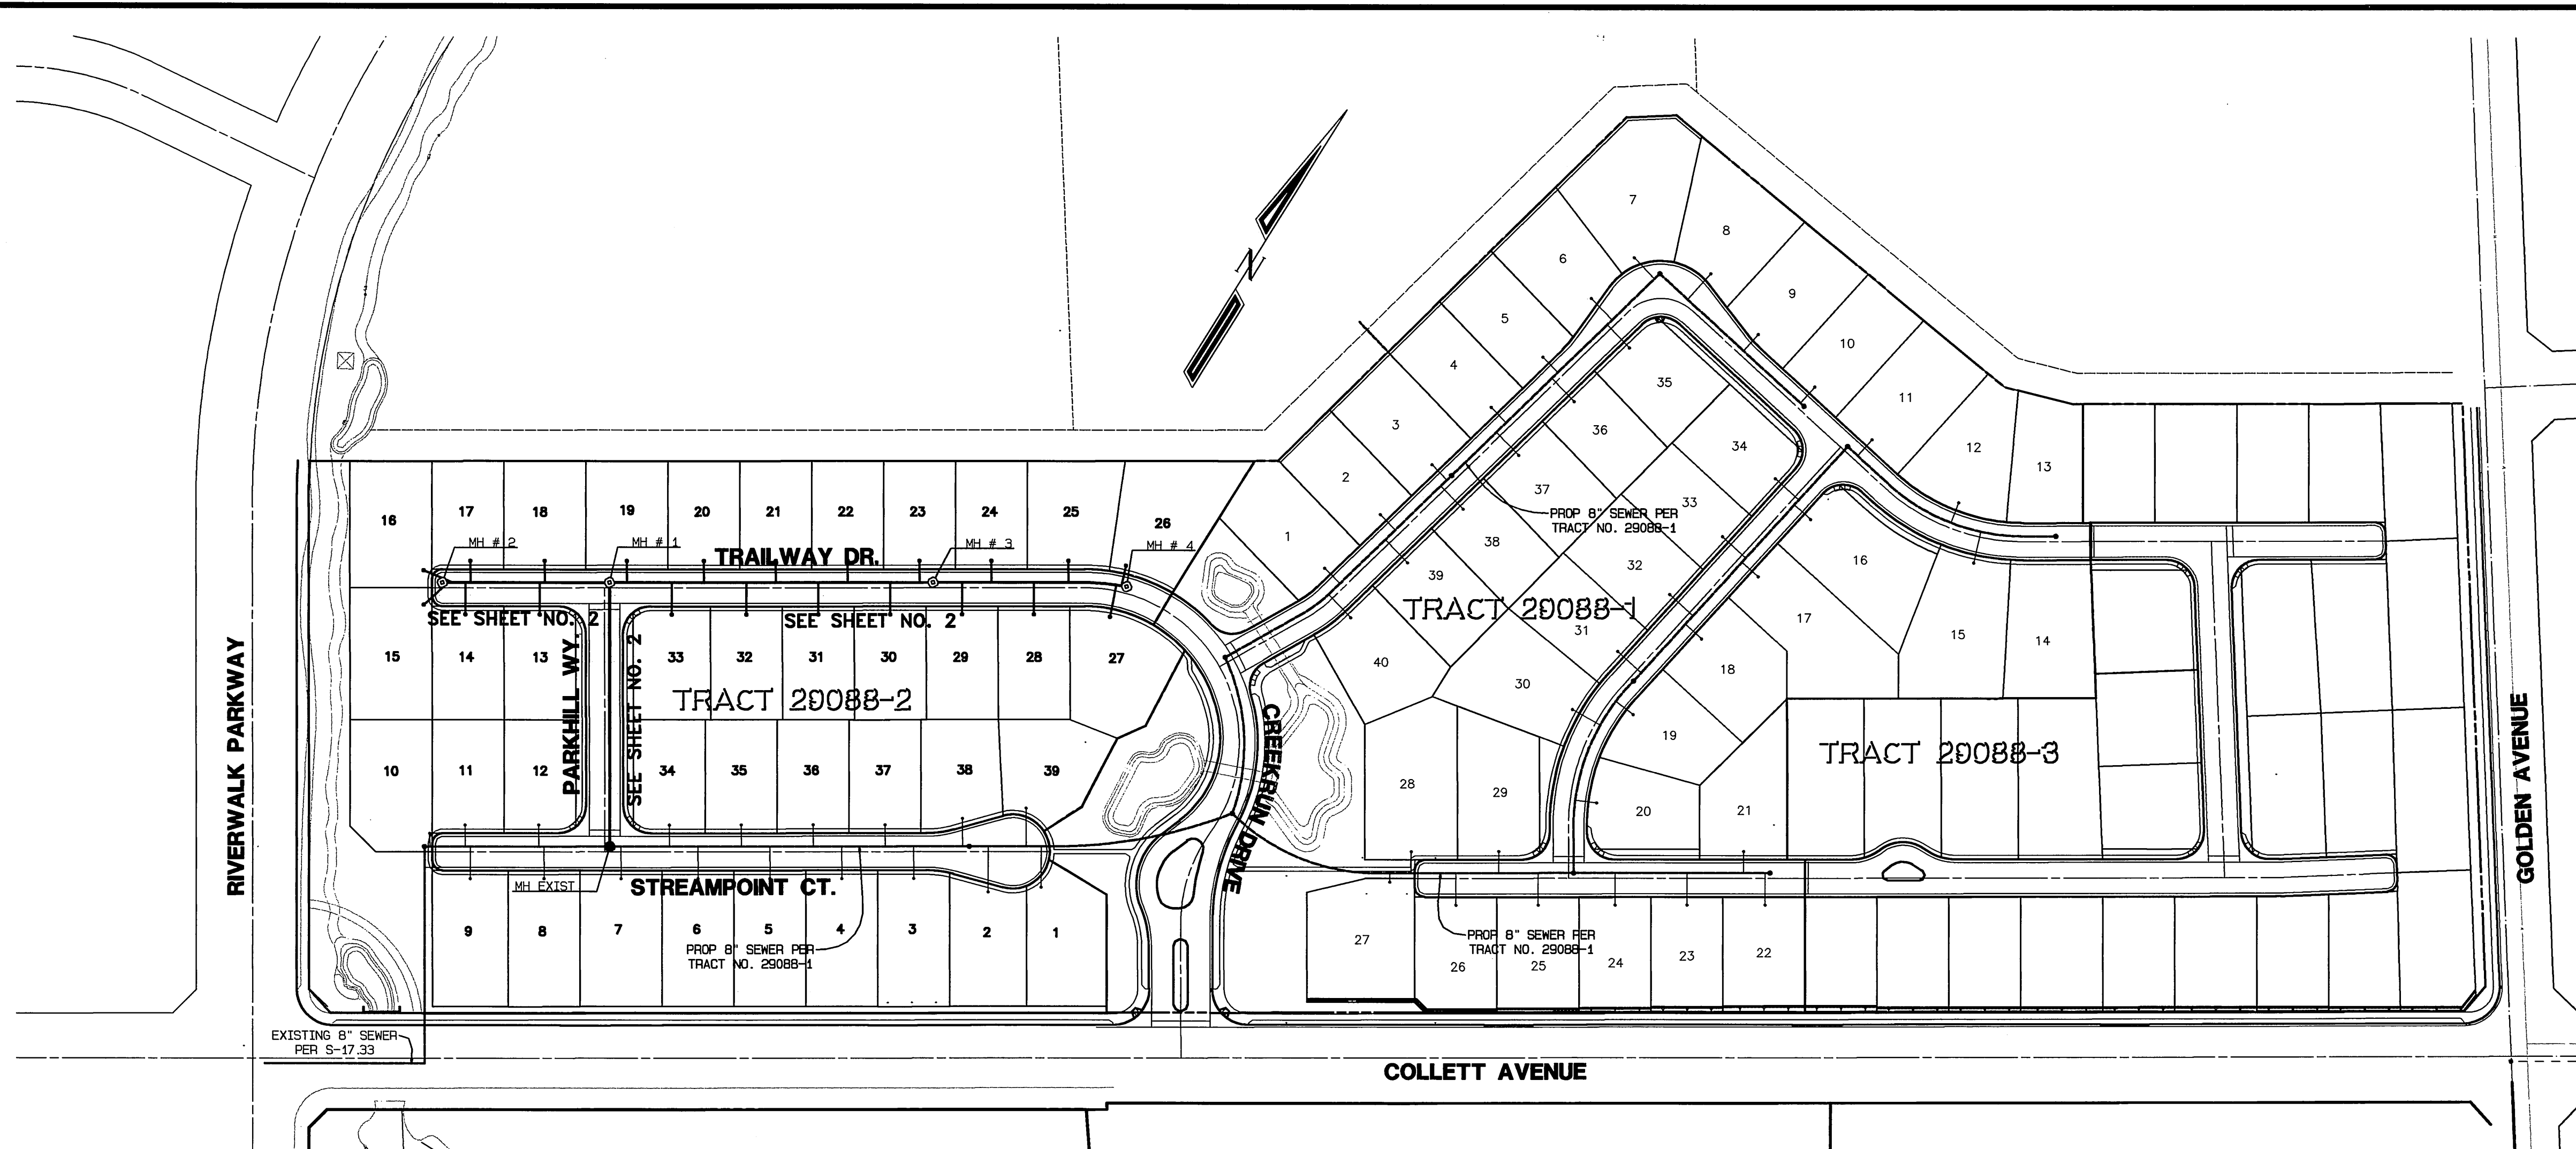 7
8
6
9
5
10
4
35
11
3
36
34
12
2
13
37
33
1
38
PROP 8" SEWER PER
TRACT NO. 29088-1
16
17
18
19
20
21
22
23
24
25
26
MH # 2
MH # 1
TRAILWAY DR.
MH # 3
MH # 4
N
39
32
16
SEE SHEET NO. 2
SEE SHEET NO. 2
TRACT 29088-1
31
17
15
14
15
14
13
PARKHILL WY.
SEE SHEET NO. 2
33
32
31
30
29
28
27
40
30
18
TRACT 29088-2
CREEKRUN DRIVE
19
TRACT 29088-3
10
11
12
34
35
36
37
38
39
28
29
20
21
RIVERWALK PARKWAY
GOLDEN AVENUE
MH EXIST
STREAMPOINT CT.
9
8
7
6
5
4
3
2
1
PROP 8" SEWER PER
TRACT NO. 29088-1
27
26
25
24
23
22
PROP 8" SEWER PER
TRACT NO. 29088-1
EXISTING 8" SEWER
PER S-17.33
COLLETT AVENUE